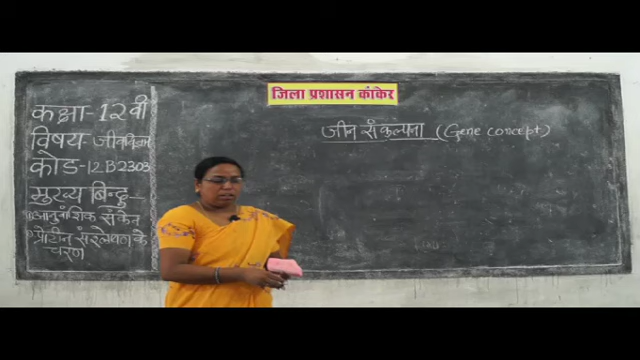 जिला प्रशासन कांकेर
कक्षा-12वी
विषय-जीवविज्ञान
कोड-12B2303
मुख्य बिन्दु-
आनुवंशिक संकेत
प्रोटीन संश्लेषण के
चरण
जीन संकल्पना (Gene concept)